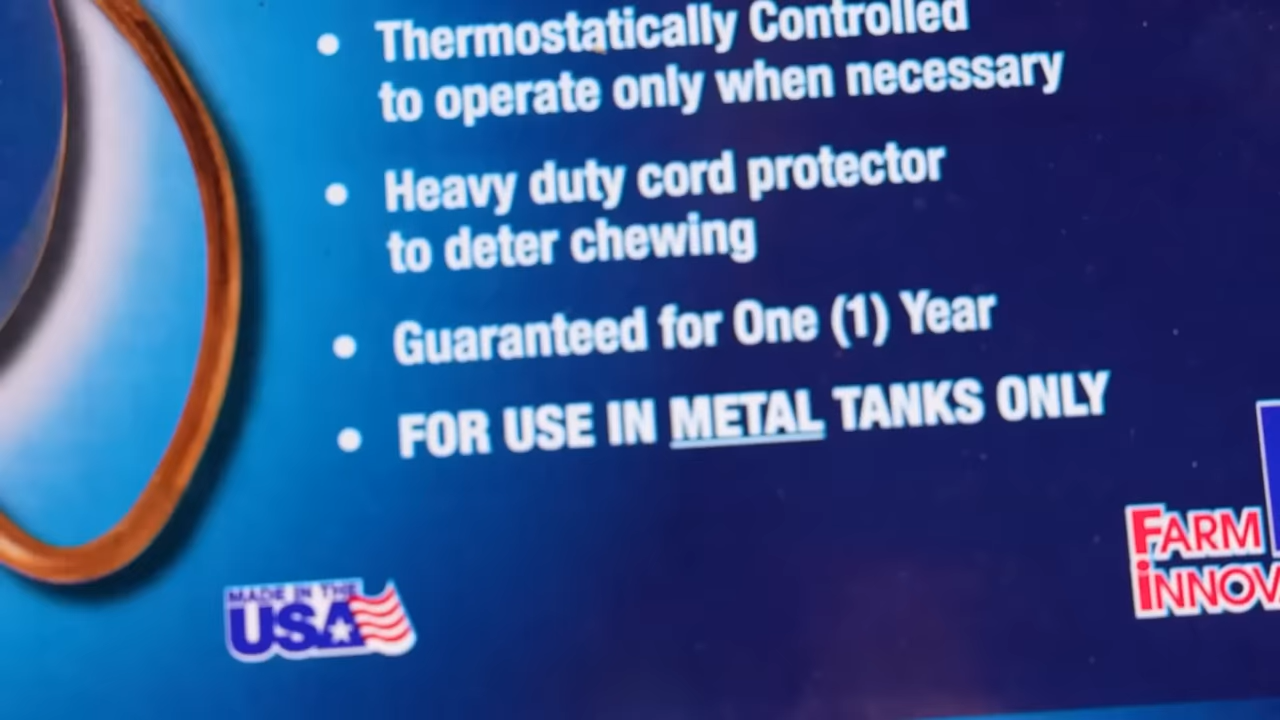 • Thermostatically Controlled
to operate only when necessary
• Heavy duty cord protector
to deter chewing
• Guaranteed for One (1) Year
• FOR USE IN METAL TANKS ONLY
MADE IN THE
USA
FARM
INNOV